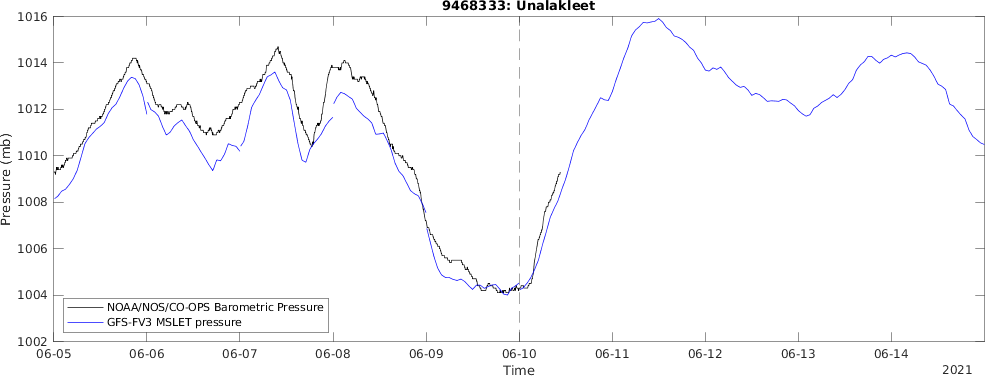 9468333: Unalakleet
1016
1014
1012
1010
1008
1006
1004
1002
Pressure (mb)
NOAA/NOS/CO-OPS Barometric Pressure
GFS-FV3 MSLET pressure
06-05 06-06 06-07 06-08 06-09 06-10 06-11 06-12 06-13 06-14
Time
2021